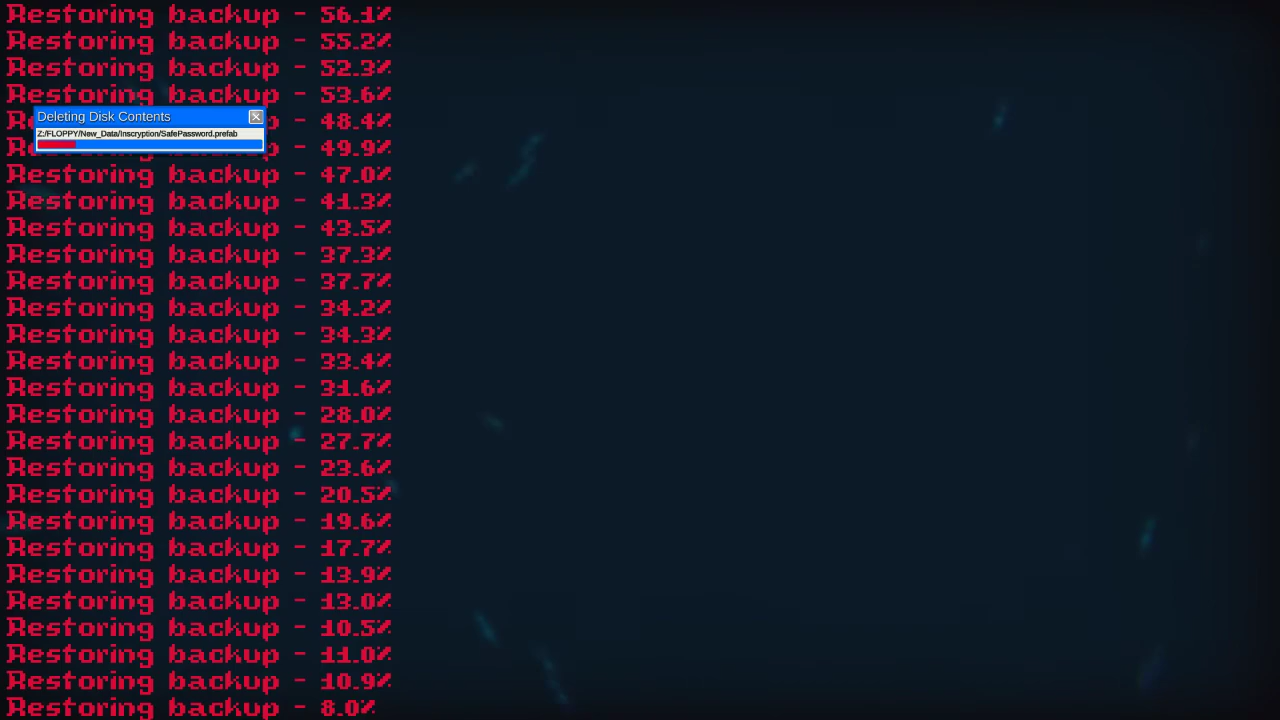 Restoring backup - 56.1%
Restoring backup - 55.2%
Restoring backup - 52.3%
Restoring backup - 53.6%
Deleting Disk Contents
Z:/FLOPPY/New_Data/Inscryption/SafePassword.prefab
48.4%
Restoring backup - 49.9%
Restoring backup - 47.0%
Restoring backup - 41.3%
Restoring backup - 43.5%
Restoring backup - 37.3%
Restoring backup - 37.7%
Restoring backup - 34.2%
Restoring backup - 34.3%
Restoring backup - 33.4%
Restoring backup - 31.6%
Restoring backup - 28.0%
Restoring backup - 27.7%
Restoring backup - 23.6%
Restoring backup - 20.5%
Restoring backup - 19.6%
Restoring backup - 17.7%
Restoring backup - 13.9%
Restoring backup - 13.0%
Restoring backup - 10.5%
Restoring backup - 11.0%
Restoring backup - 10.9%
Restoring backup - 8.0%